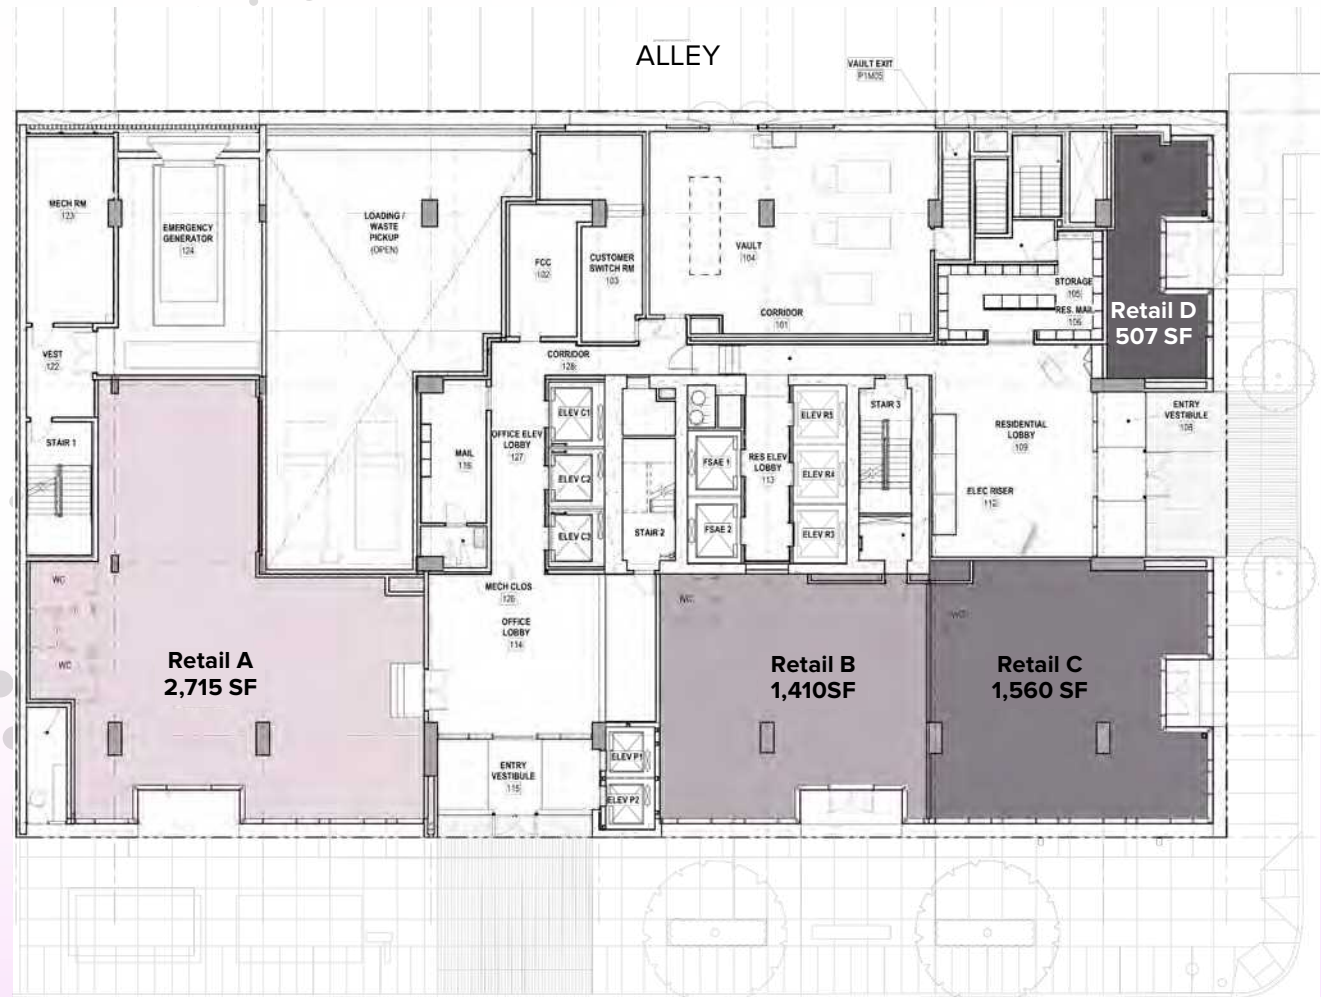 ALLEY
VAULT EXIT
P1M05
MECH RM
123
EMERGENCY
GENERATOR
124
LOADING /
WASTE
PICKUP
(OPEN)
FCC
102
CUSTOMER
SWITCH RM
103
VAULT
104
CORRIDOR
101
STORAGE
105
RES. MAIL
106
Retail D
507 SF
VEST
122
CORRIDOR
128
STAIR 1
MAIL
116
OFFICE ELEV
LOBBY
127
ELEV C1
ELEV C2
ELEV C3
STAIR 2
FSAE 1
FSAE 2
RES ELEV
LOBBY
113
ELEV R5
ELEV R4
ELEV R3
STAIR 3
RESIDENTIAL
LOBBY
109
ELEC RISER
112
ENTRY
VESTIBULE
108
WC
WC
Retail A
2,715 SF
MECH CLOS
126
OFFICE
LOBBY
114
WC
Retail B
1,410SF
WC
Retail C
1,560 SF
ENTRY
VESTIBULE
115
ELEV P1
ELEV P2